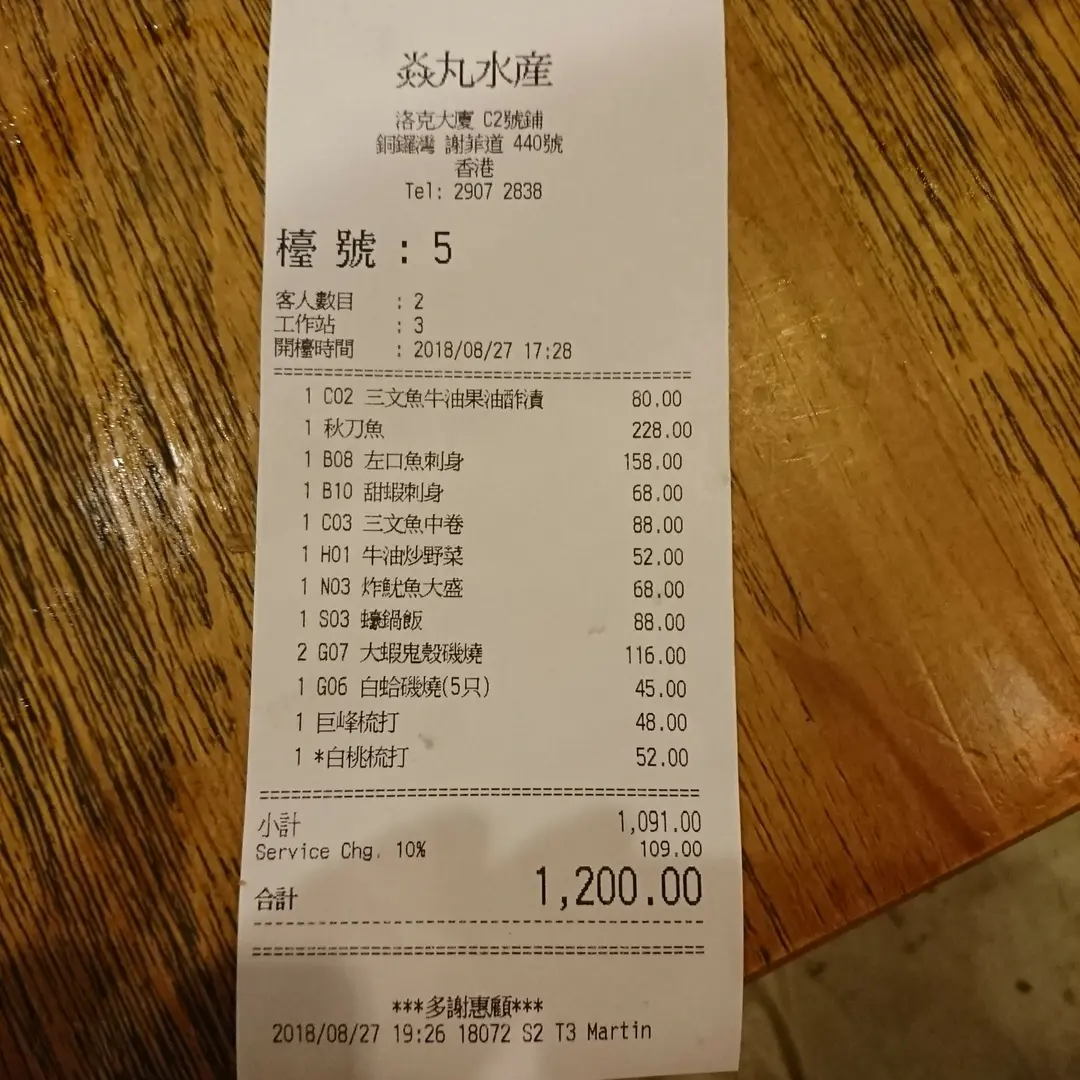 焱丸水産
洛克大廈 C2號鋪
銅鑼灣 謝菲道 440號
香港
Tel: 2907 2838
檯 號 : 5
客人數目 : 2
工作站 : 3
開檯時間 : 2018/08/27 17:28
1 C02 三文魚牛油果油酢漬 80.00
1 秋刀魚 228.00
1 B08 左口魚刺身 158.00
1 B10 甜蝦刺身 68.00
1 C03 三文魚中卷 88.00
1 H01 牛油炒野菜 52.00
1 N03 炸魷魚大盛 68.00
1 S03 蠔鍋飯 88.00
2 G07 大蝦鬼殼磯燒 116.00
1 G06 白蛤磯燒(5只) 45.00
1 巨峰梳打 48.00
1 *白桃梳打 52.00
小計 1,091.00
Service Chg. 10% 109.00
合計 1,200.00
***多謝惠顧***
2018/08/27 19:26 18072 S2 T3 Martin